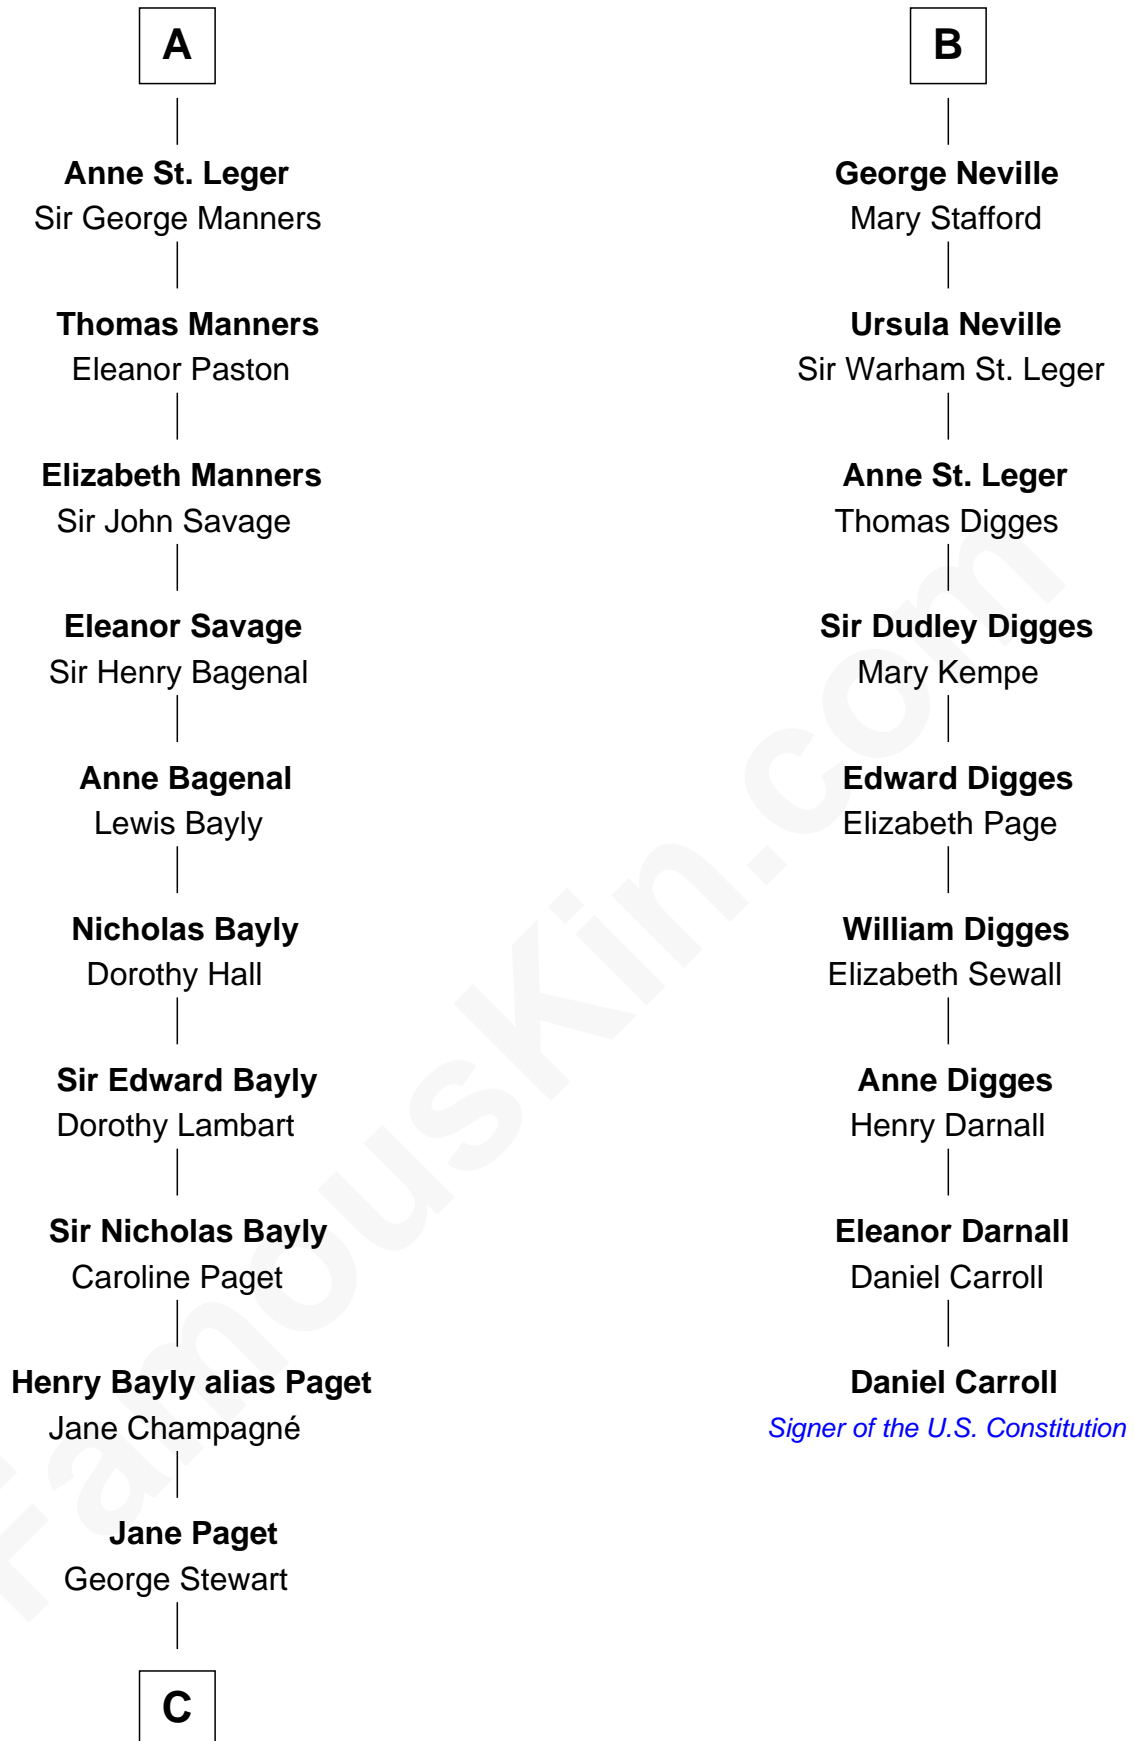 A
Anne St. Leger
Sir George Manners
Thomas Manners
Eleanor Paston
Elizabeth Manners
Sir John Savage
Eleanor Savage
Sir Henry Bagenal
Anne Bagenal
Lewis Bayly
Nicholas Bayly
Dorothy Hall
Sir Edward Bayly
Dorothy Lambart
Sir Nicholas Bayly
Caroline Paget
Henry Bayly alias Paget
Jane Champagné
Jane Paget
George Stewart
C
B
George Neville
Mary Stafford
Ursula Neville
Sir Warham St. Leger
Anne St. Leger
Thomas Digges
Sir Dudley Digges
Mary Kempe
Edward Digges
Elizabeth Page
William Digges
Elizabeth Sewall
Anne Digges
Henry Darnall
Eleanor Darnall
Daniel Carroll
Daniel Carroll
Signer of the U.S. Constitution
FamousKin.com